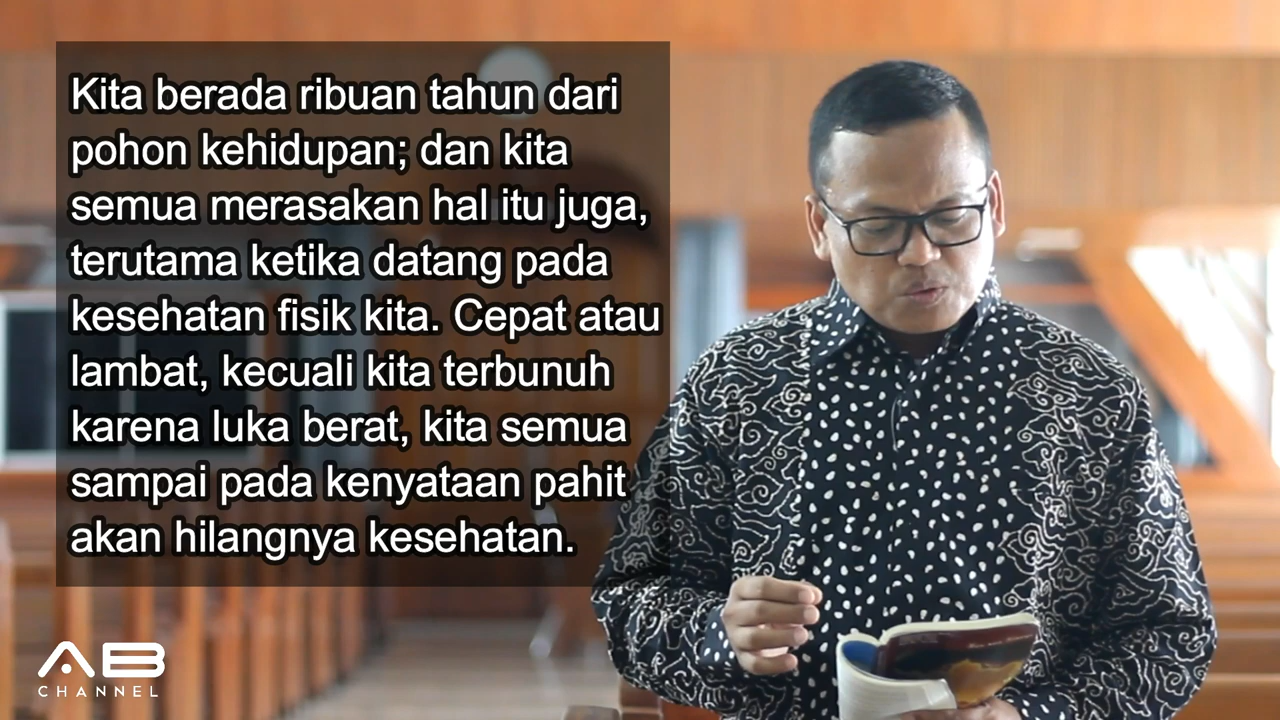 Kita berada ribuan tahun dari
pohon kehidupan; dan kita
semua merasakan hal itu juga,
terutama ketika datang pada
kesehatan fisik kita. Cepat atau
lambat, kecuali kita terbunuh
karena luka berat, kita semua
sampai pada kenyataan pahit
akan hilangnya kesehatan.
AB
CHANNEL